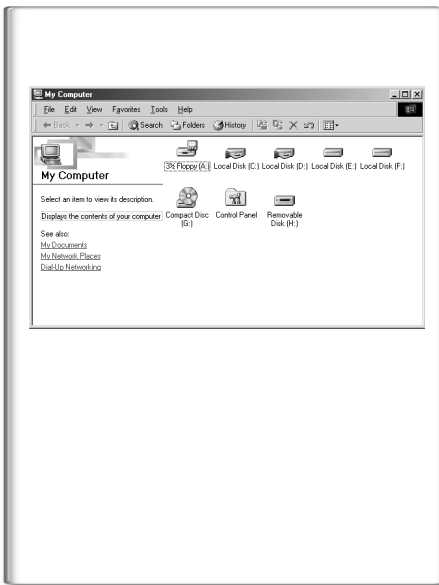 My Computer
File Edit View Favorites Tools Help
Back Search Folders History
My Computer
Select an item to view its description.
Displays the contents of your computer
See also:
My Documents
My Network Places
Dial-Up Networking
3½ Floppy (A:) Local Disk (C:) Local Disk (D:) Local Disk (E:) Local Disk (F:)
Compact Disc (G:) Control Panel Removable Disk (H:)